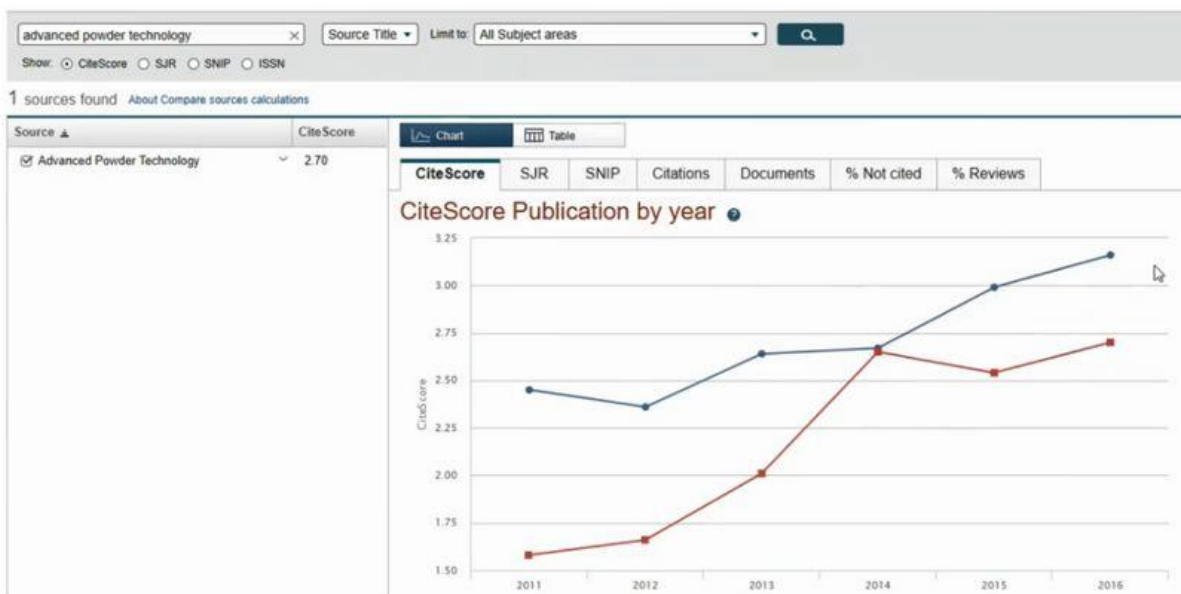 advanced powder technology × Source Title Limit to: All Subject areas
Show: CiteScore SJR SNIP ISSN
1 sources found About Compare sources calculations
Source CiteScore
Advanced Powder Technology 2.70
Chart Table
CiteScore SJR SNIP Citations Documents % Not cited % Reviews
CiteScore Publication by year ?
3.25
3.00
2.75
2.50
2.25
2.00
1.75
1.50
CiteScore
2011 2012 2013 2014 2015 2016